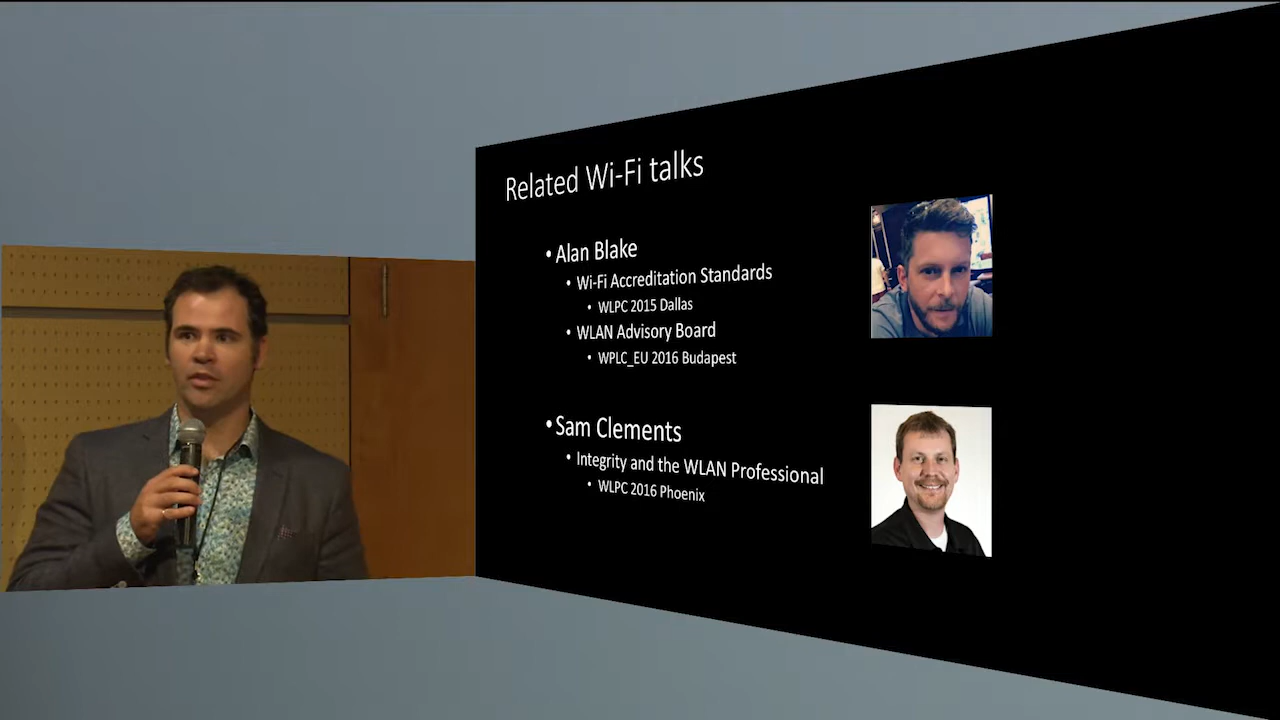 Related Wi-Fi talks
• Alan Blake
• Wi-Fi Accreditation Standards
• WLPC 2015 Dallas
• WLAN Advisory Board
• WPLC_EU 2016 Budapest
• Sam Clements
• Integrity and the WLAN Professional
• WLPC 2016 Phoenix